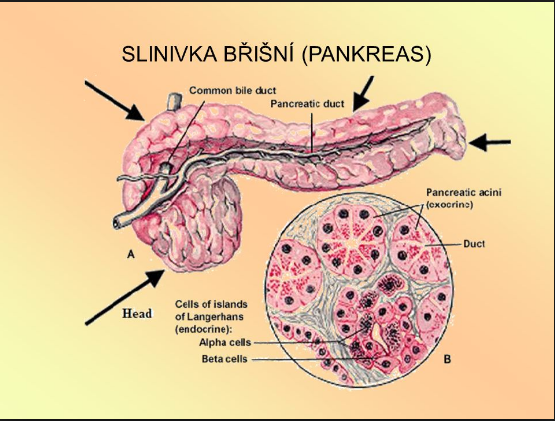 SLINIVKA BŘIŠNÍ (PANKREAS)
Common bile duct
Pancreatic duct
Pancreatic acini
(exocrine)
Duct
A
Head
Cells of islands
of Langerhans
(endocrine):
Alpha cells
Beta cells
B